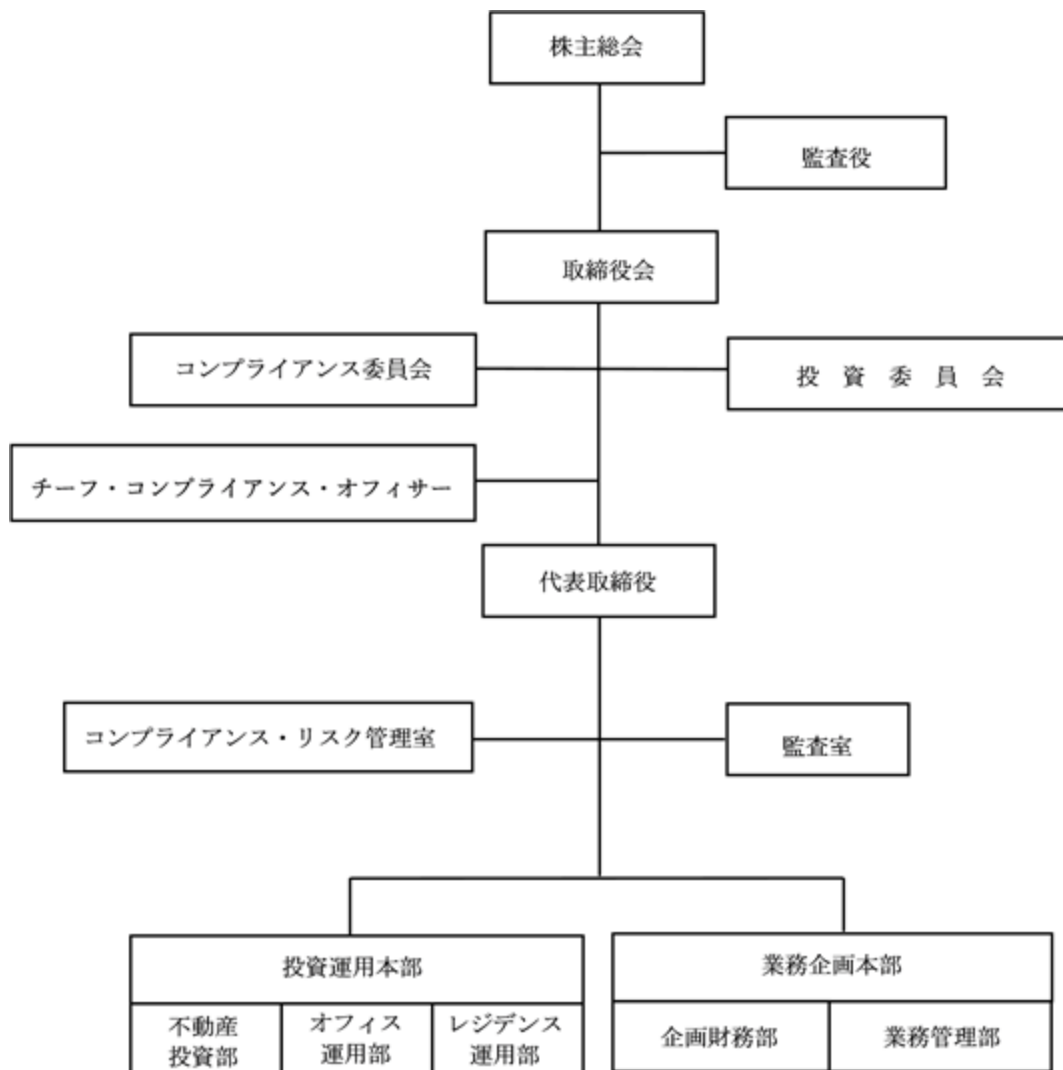 株主総会
監査役
取締役会
コンプライアンス委員会
投資委員会
チーフ・コンプライアンス・オフィサー
代表取締役
コンプライアンス・リスク管理室
監査室
投資運用本部
業務企画本部
不動産
投資部
オフィス
運用部
レジデンス
運用部
企画財務部
業務管理部